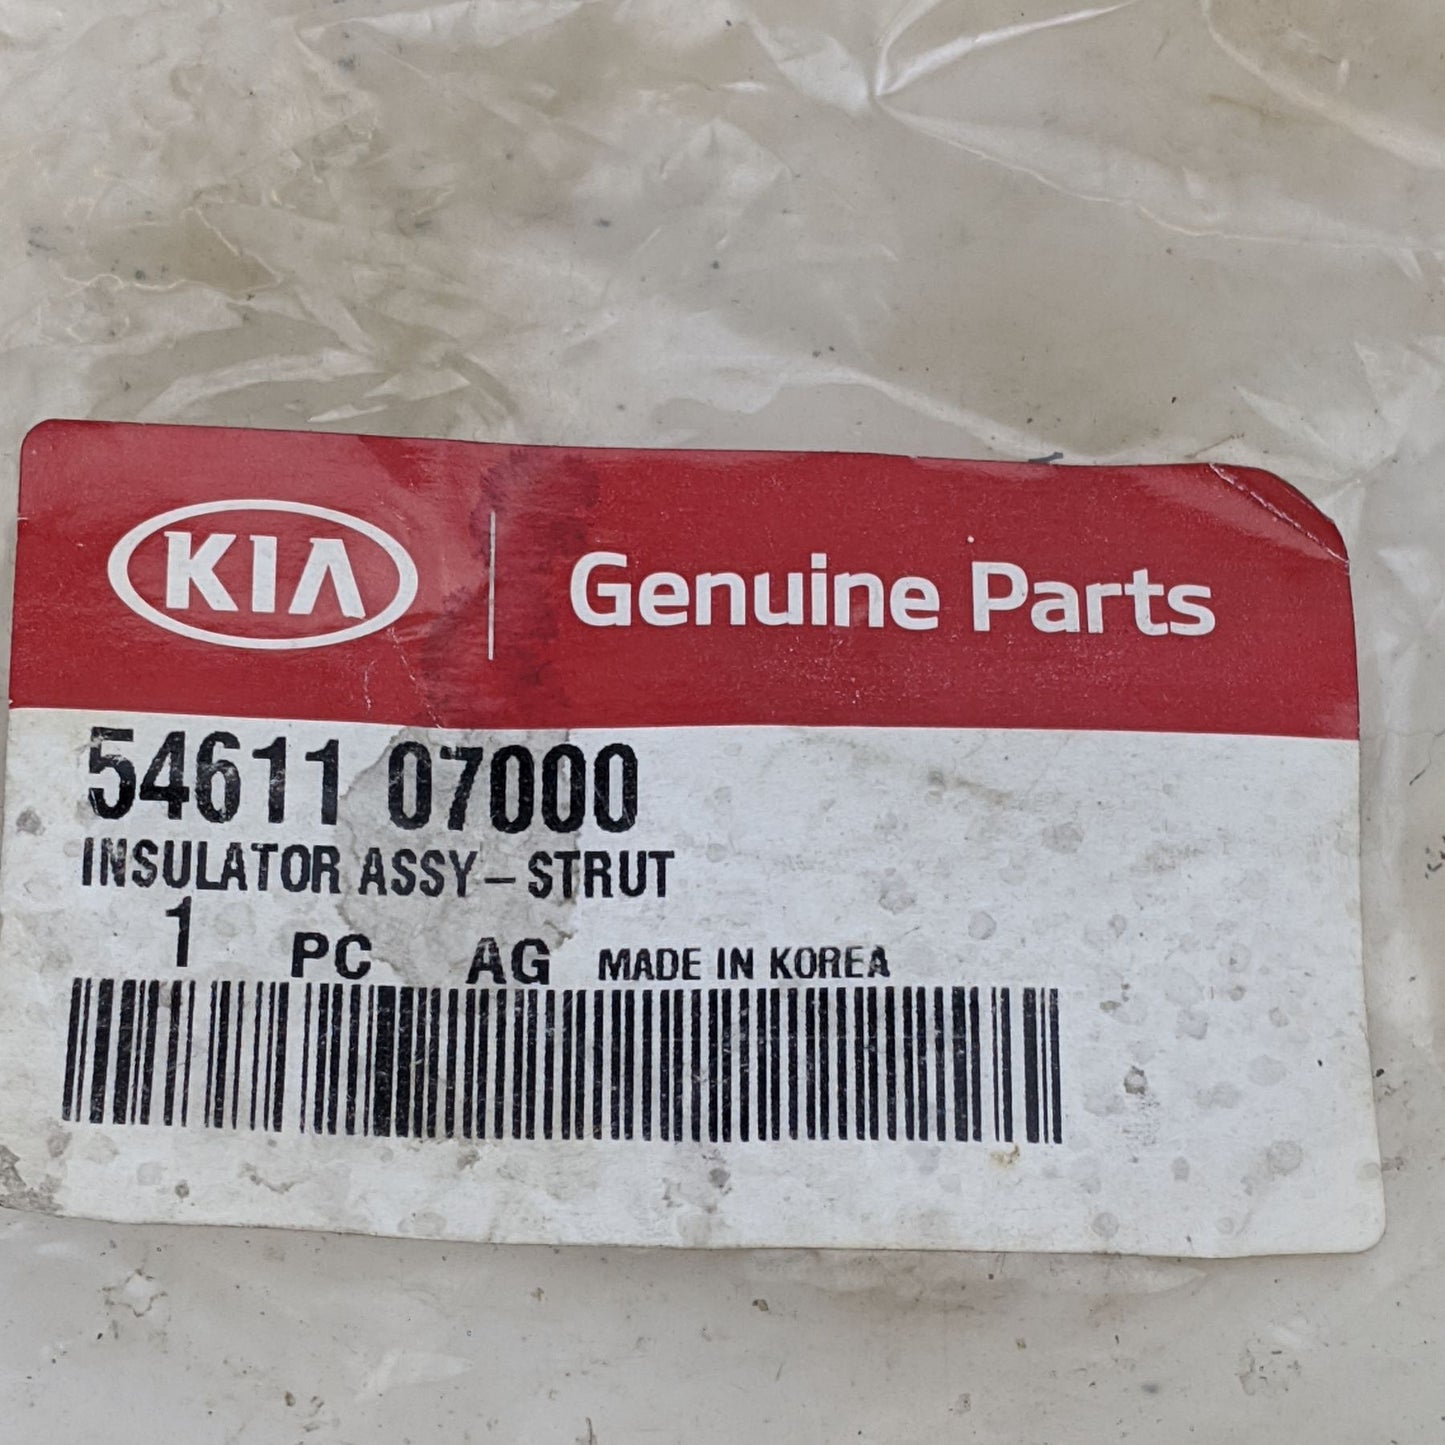 KIA Genuine Parts
54611 07000
INSULATOR ASSY-STRUT
1 PC AG MADE IN KOREA